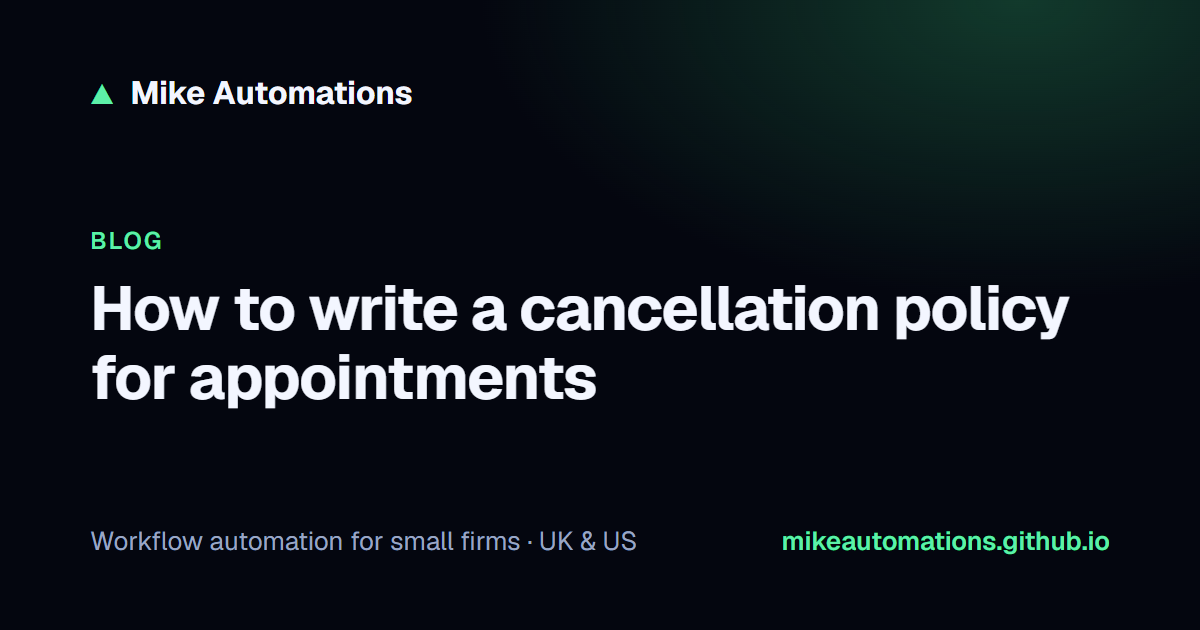 Mike Automations
BLOG
How to write a cancellation policy
for appointments
Workflow automation for small firms · UK & US
mikeautomations.github.io